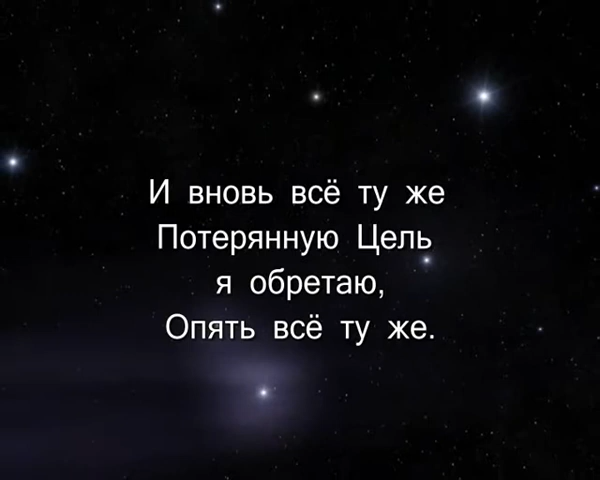 И вновь всё ту же
Потерянную Цель
я обретаю,
Опять всё ту же.